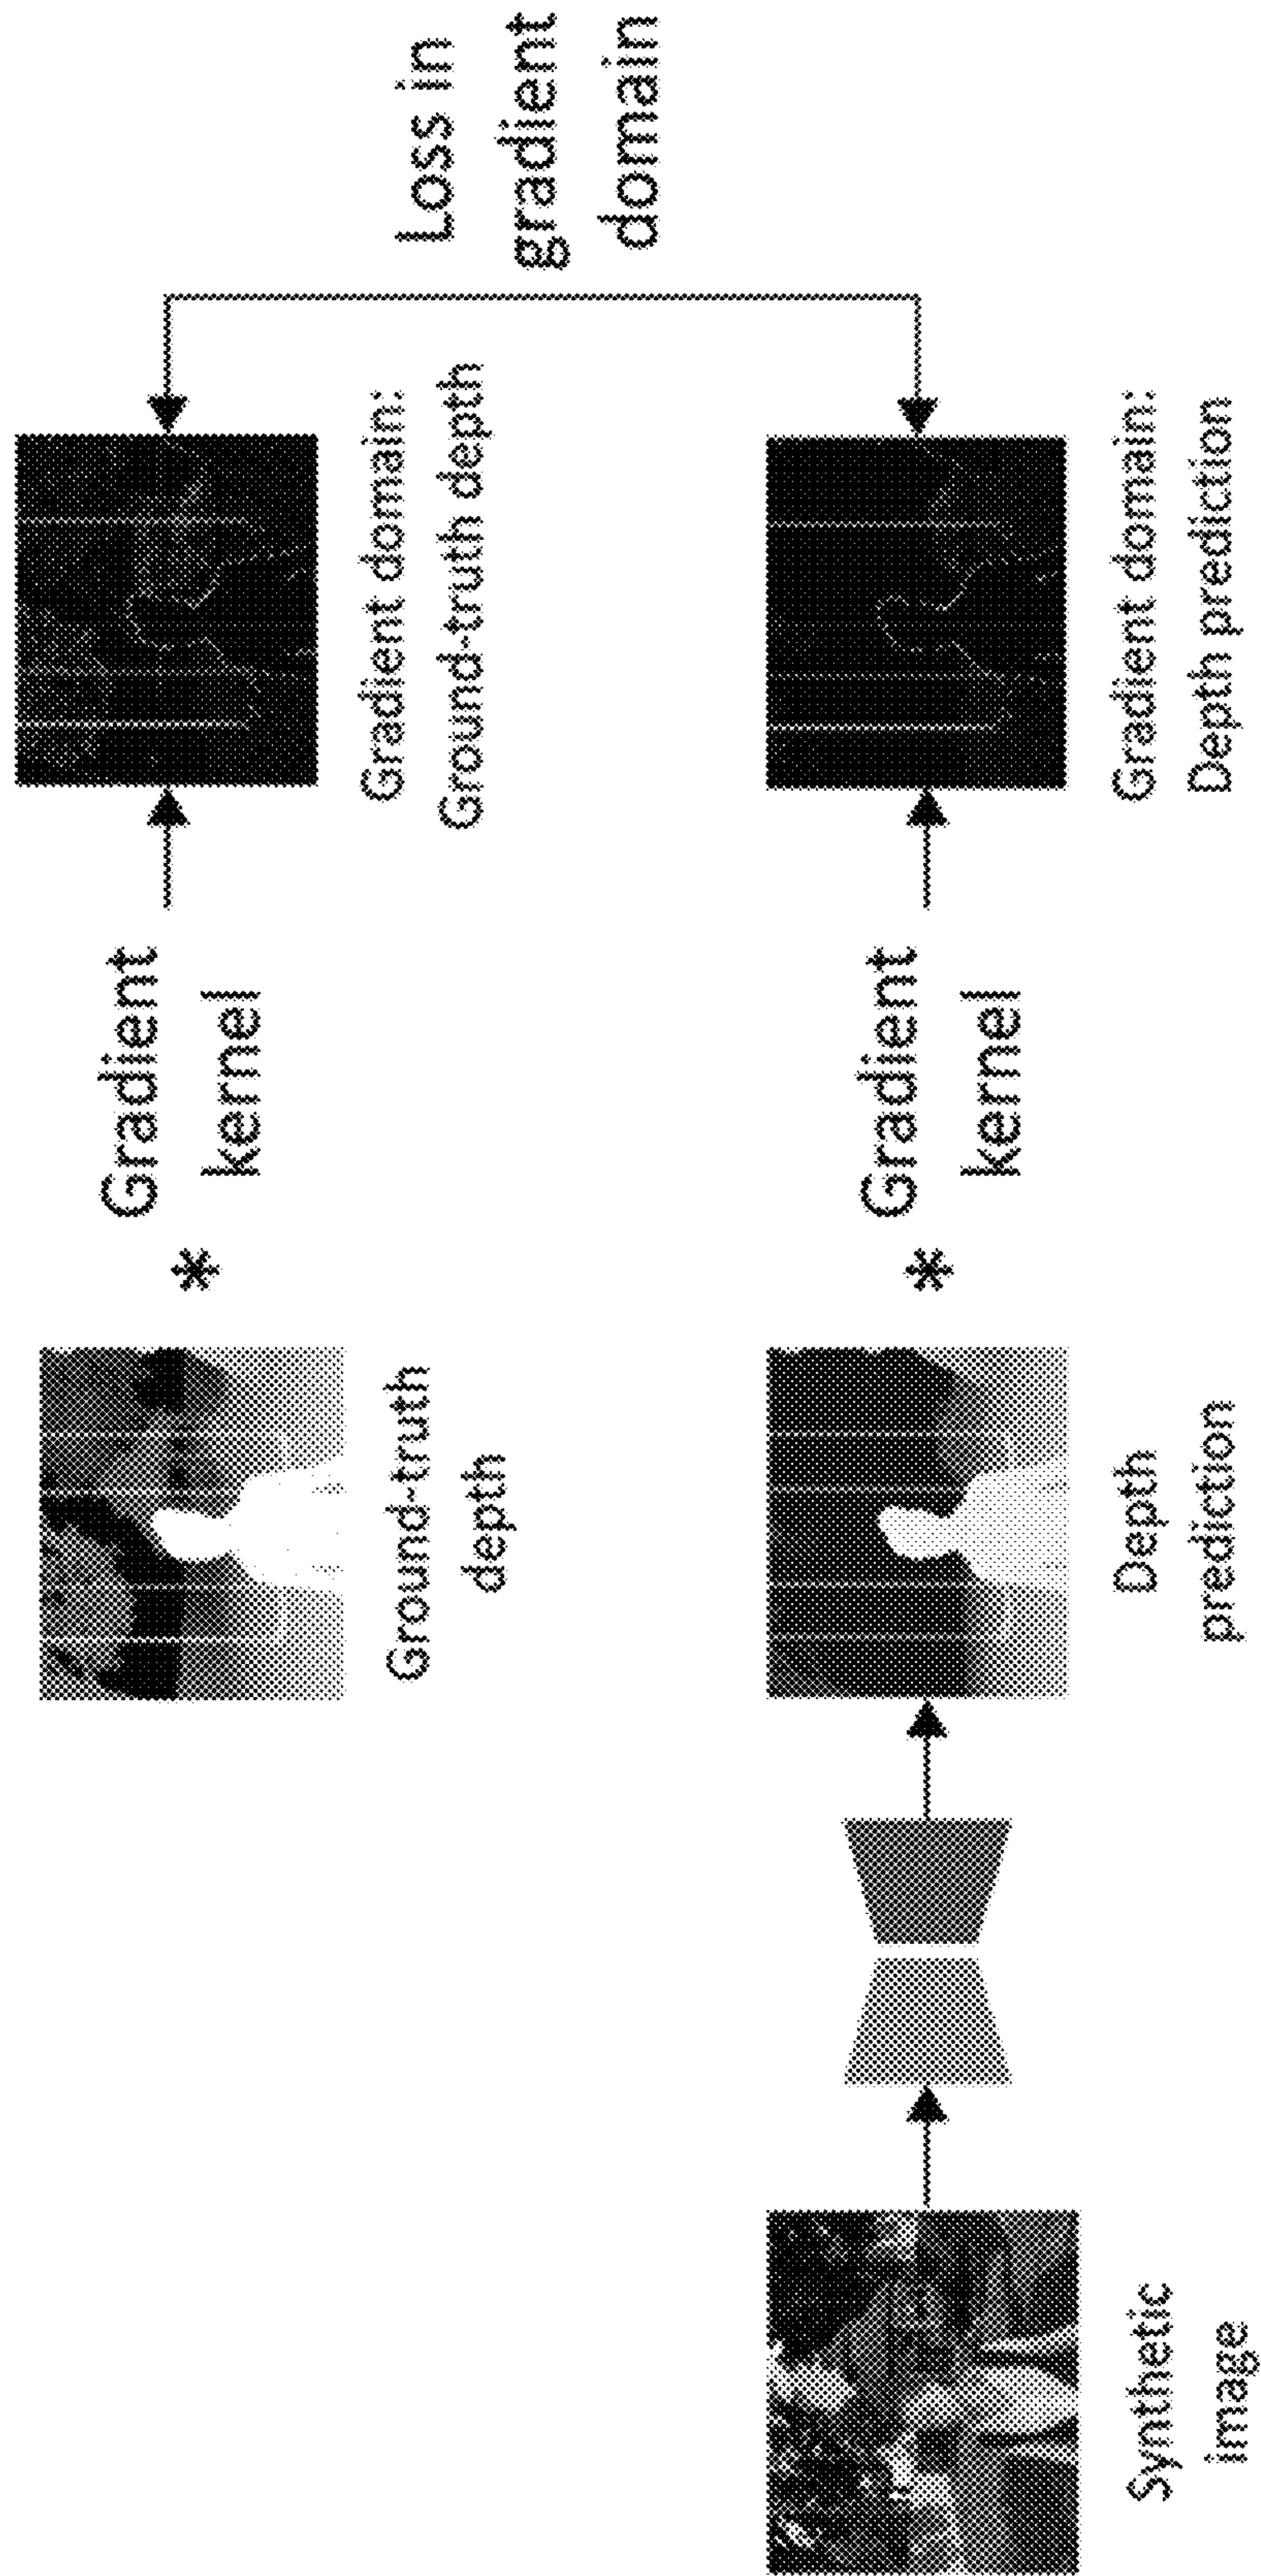 Ground-truth
depth
*
Gradient
kernel
Gradient domain:
Ground-truth depth
Loss in
gradient
domain
Synthetic
image
Depth
prediction
*
Gradient
kernel
Gradient domain:
Depth prediction